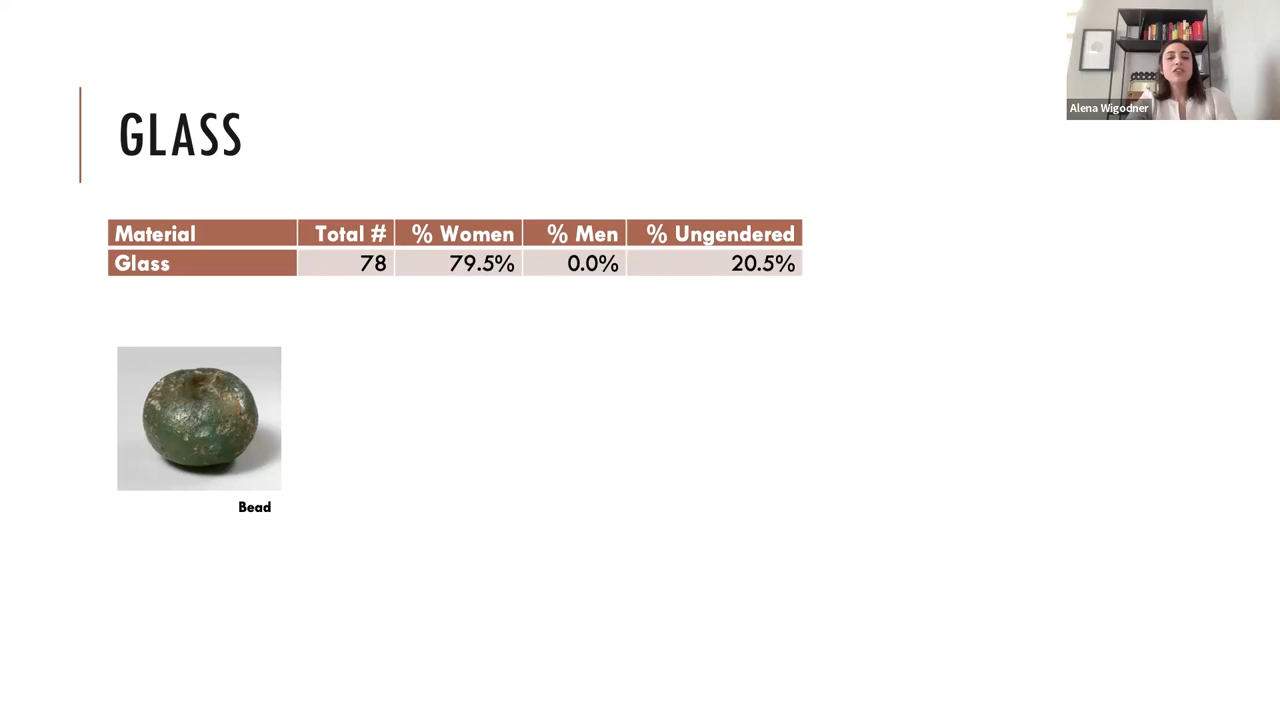 Alena Wigodner
GLASS
Material Total # % Women % Men % Ungendered
Glass 78 79.5% 0.0% 20.5%
Bead